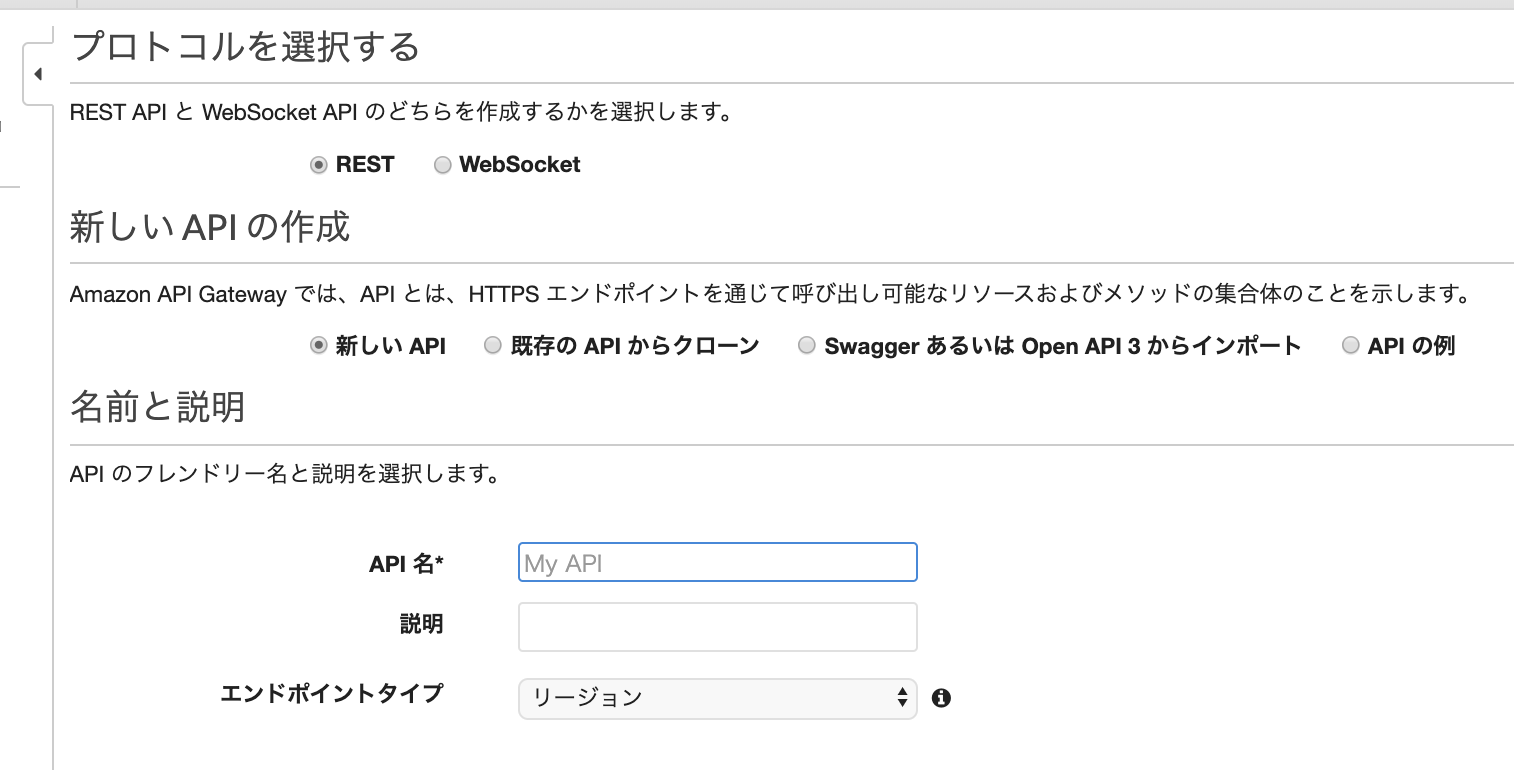 プロトコルを選択する
REST API と WebSocket API のどちらを作成するかを選択します。
REST WebSocket
新しい API の作成
Amazon API Gateway では、API とは、HTTPS エンドポイントを通じて呼び出し可能なリソースおよびメソッドの集合体のことを示します。
新しい API 既存の API からクローン Swagger あるいは Open API 3 からインポート API の例
名前と説明
API のフレンドリー名と説明を選択します。
API 名* My API
説明
エンドポイントタイプ リージョン